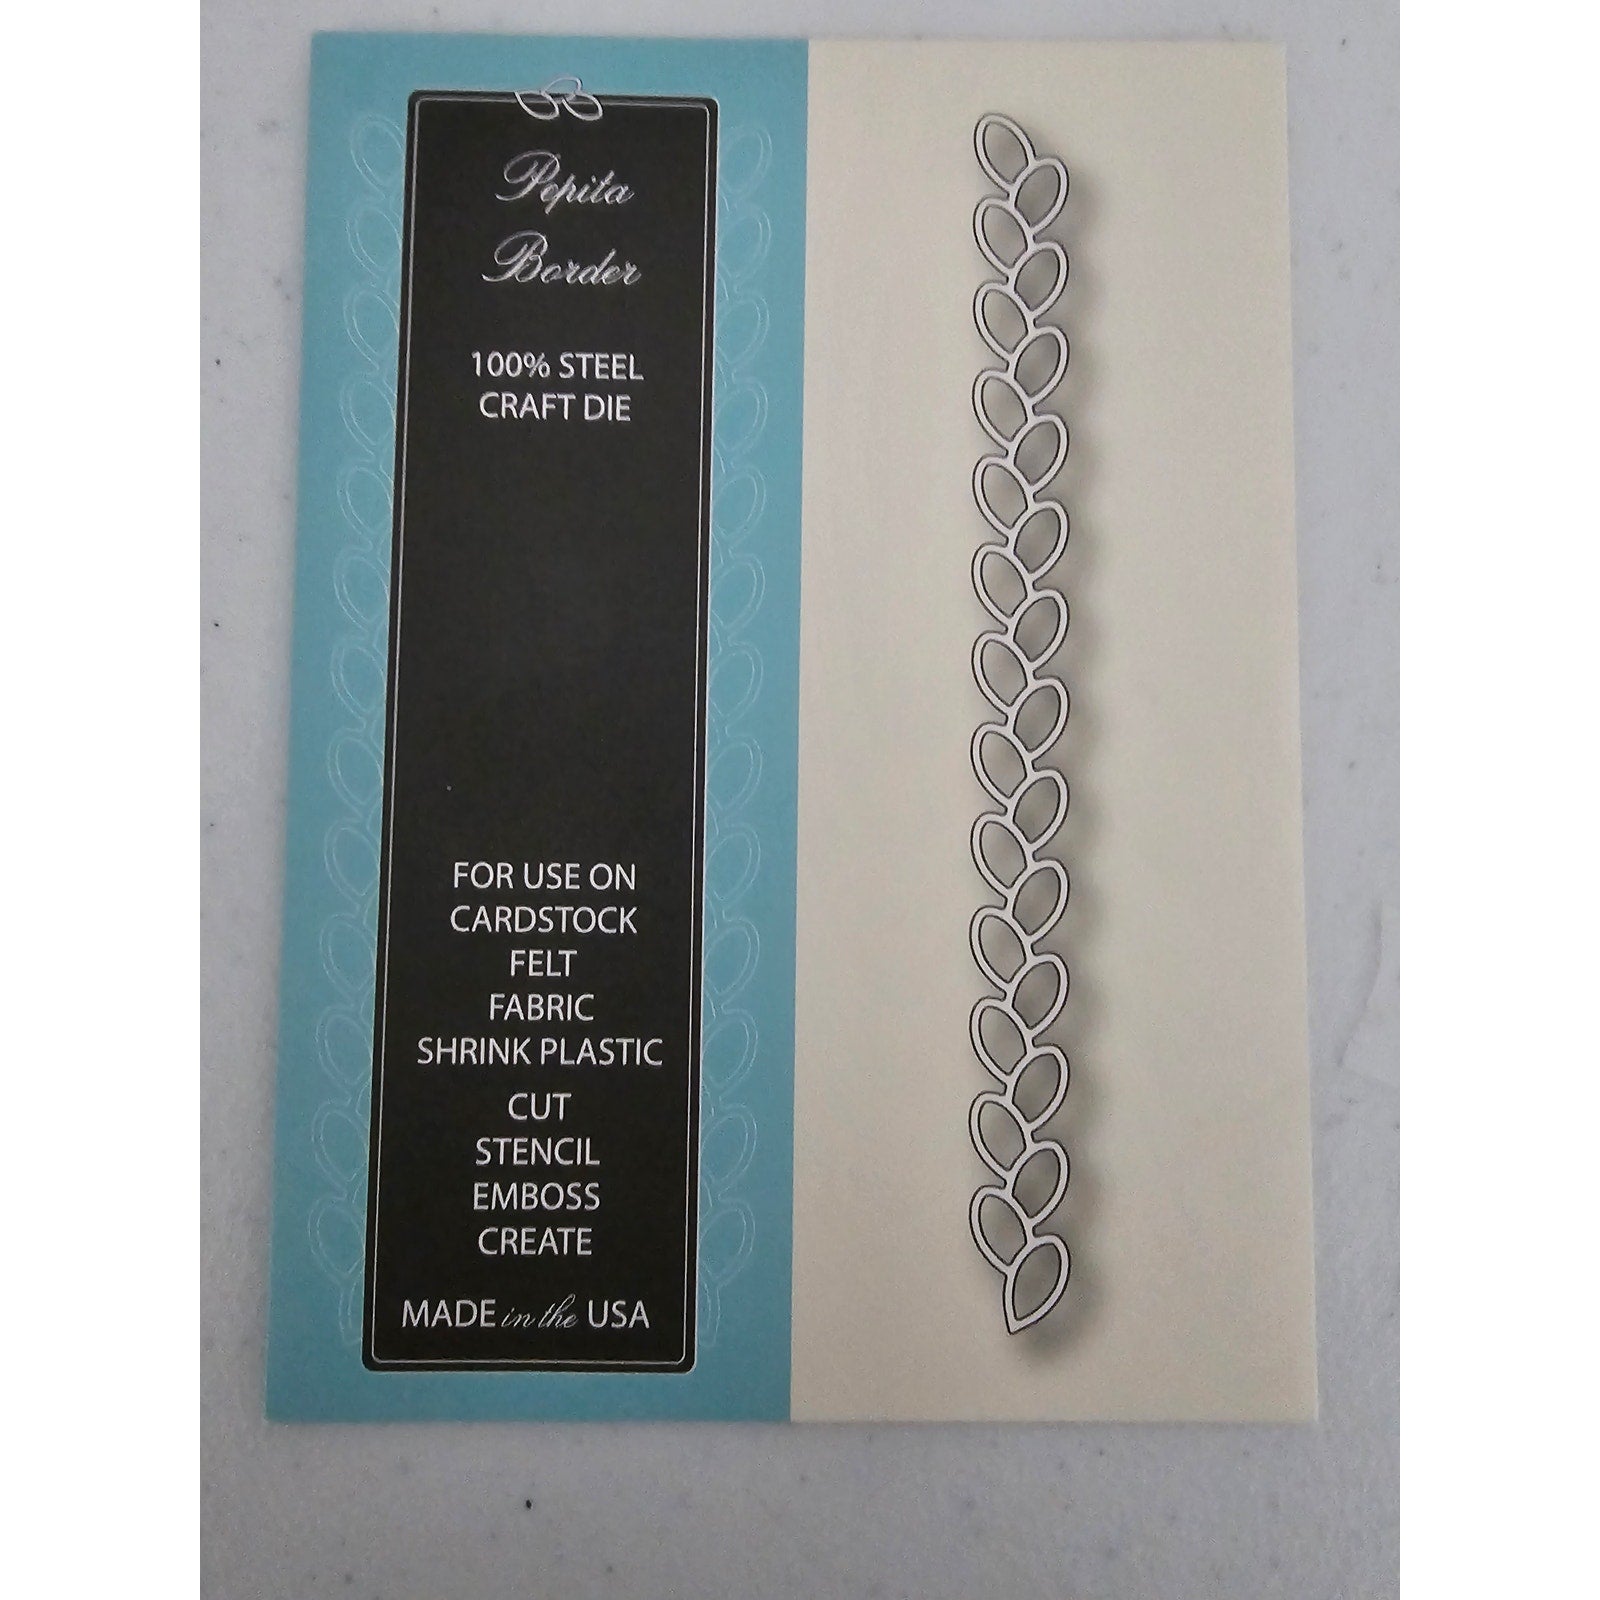 Pepita
Border
100% STEEL
CRAFT DIE
FOR USE ON
CARDSTOCK
FELT
FABRIC
SHRINK PLASTIC
CUT
STENCIL
EMBOSS
CREATE
MADE in the USA